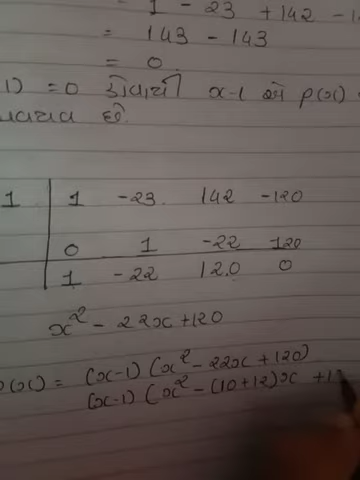 1 - 23 + 142 - 1
= 143 - 143
= 0.
1) = 0 હોવાથી x-1 એ p(x)
અવયવ છે.
1 | 1 -23 142 -120
0 1 -22 120
1 -22 120 0
x² - 22x + 120
p(x) = (x-1) (x² - 22x + 120)
(x-1) (x² - (10+12)x + 1